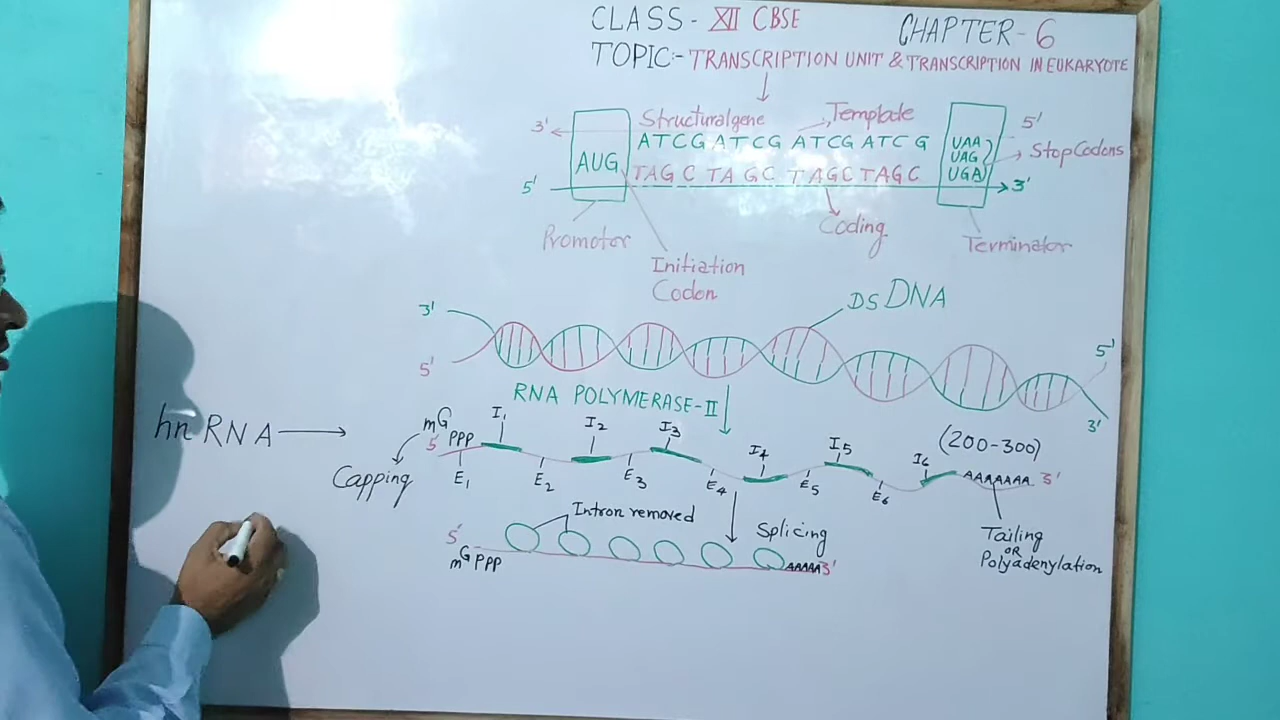 CLASS- XII CBSE CHAPTER-6
TOPIC:- TRANSCRIPTION UNIT & TRANSCRIPTION IN EUKARYOTE
Structural gene Template
3' ATCG ATCG ATCG ATCG UAA 5'
AUG UAG Stop Codons
5' TAGC TAGC TAGC TAGC UGA 3'
Promotor Coding Terminator
Initiation
Codon
DS DNA
3' 5'
5' 3'
RNA POLYMERASE-II
hn RNA
mG PPP I1 I2 I3 I4 I5 I6 (200-300)
5' AAAAAAA 3'
Capping E1 E2 E3 E4 E5 E6
Intron removed Splicing Tailing
OR
Polyadenylation
5'
mG PPP AAAAA 3'